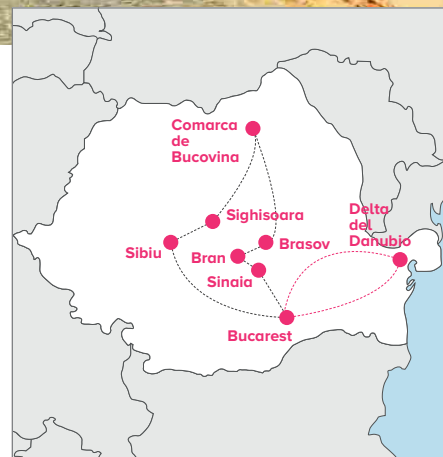 Comarca
de
Bucovina
Sighisoara
Delta
del
Danubio
Sibiu
Bran
Brasov
Sinaia
Bucarest